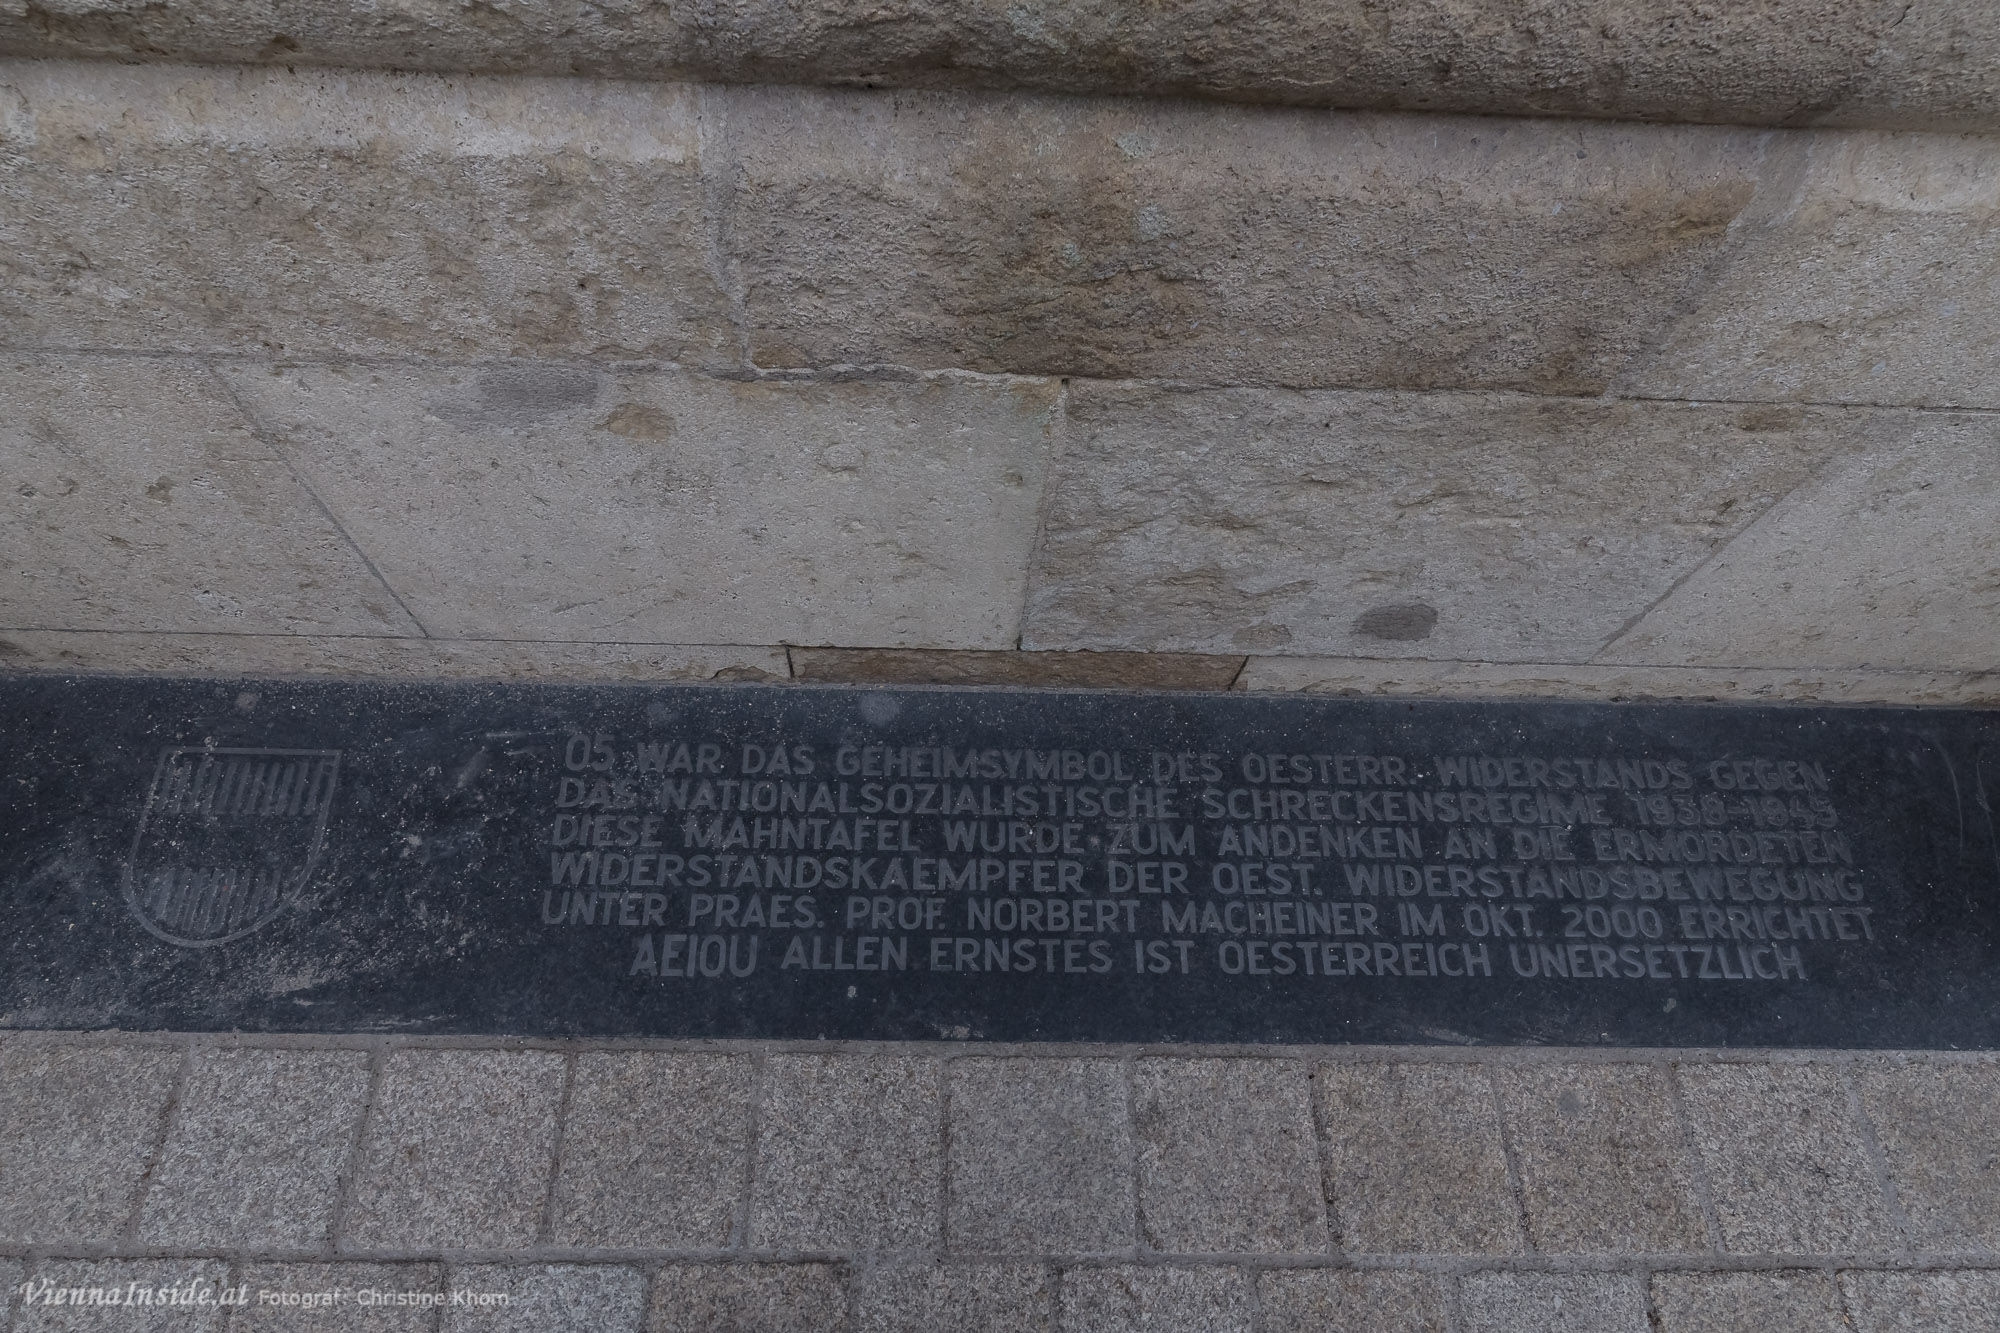 05 WAR DAS GEHEIMSYMBOL DES OESTERR. WIDERSTANDS GEGEN
DAS NATIONALSOZIALISTISCHE SCHRECKENSREGIME 1938-1945
DIESE MAHNTAFEL WURDE ZUM ANDENKEN AN DIE ERMORDETEN
WIDERSTANDSKAEMPFER DER OEST. WIDERSTANDSBEWEGUNG
UNTER PRAES. PROF. NORBERT MACHEINER IM OKT. 2000 ERRICHTET
AEIOU ALLEN ERNSTES IST OESTERREICH UNERSETZLICH
ViennaInside.at Fotograf: Christine Khom